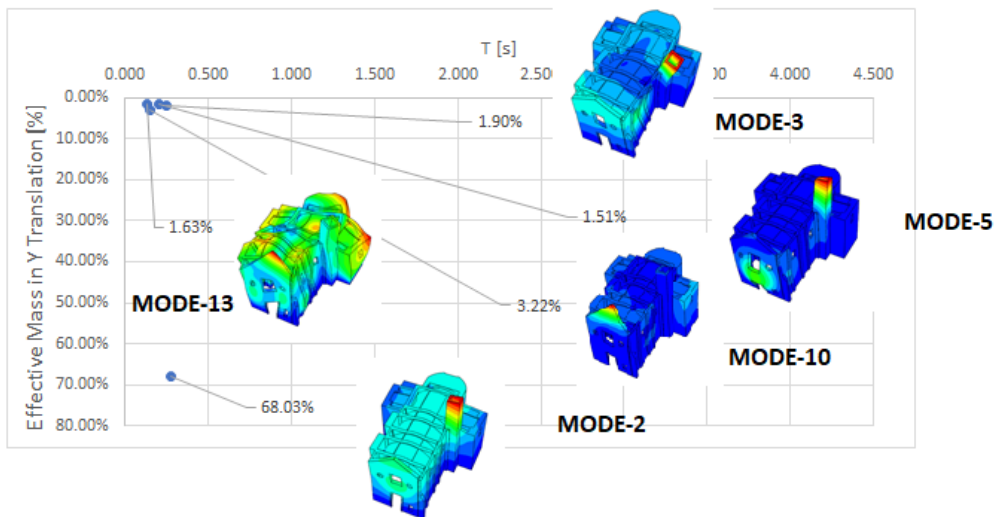 T [s]
0.000 0.500 1.000 1.500 2.000 2.50 00 4.000 4.500
Effective Mass in Y Translation [%]
0.00%
10.00%
20.00%
30.00%
40.00%
50.00%
60.00%
70.00%
80.00%
1.90%
MODE-3
1.63%
1.51%
MODE-5
MODE-13
3.22%
MODE-10
68.03%
MODE-2